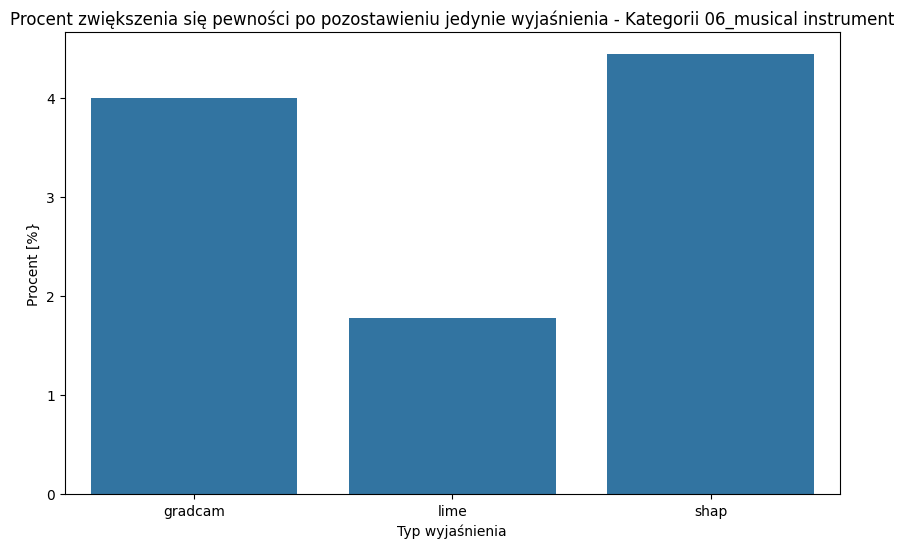 Procent zwiększenia się pewności po pozostawieniu jedynie wyjaśnienia - Kategorii 06_musical instrument
4
3
2
1
0
Procent [%}
gradcam lime shap
Typ wyjaśnienia